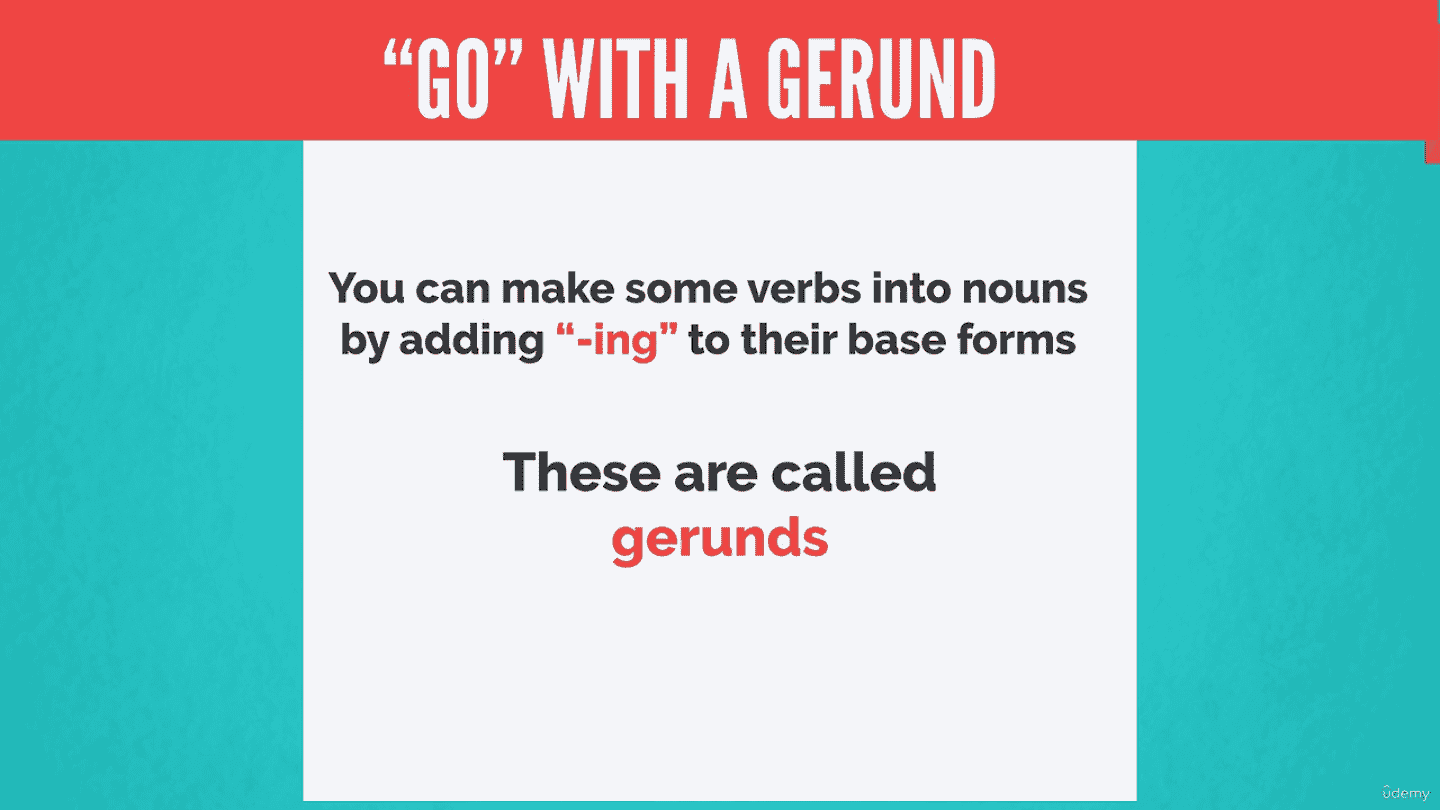 “GO” WITH A GERUND
You can make some verbs into nouns
by adding “-ing” to their base forms
These are called
gerunds
ûdemy